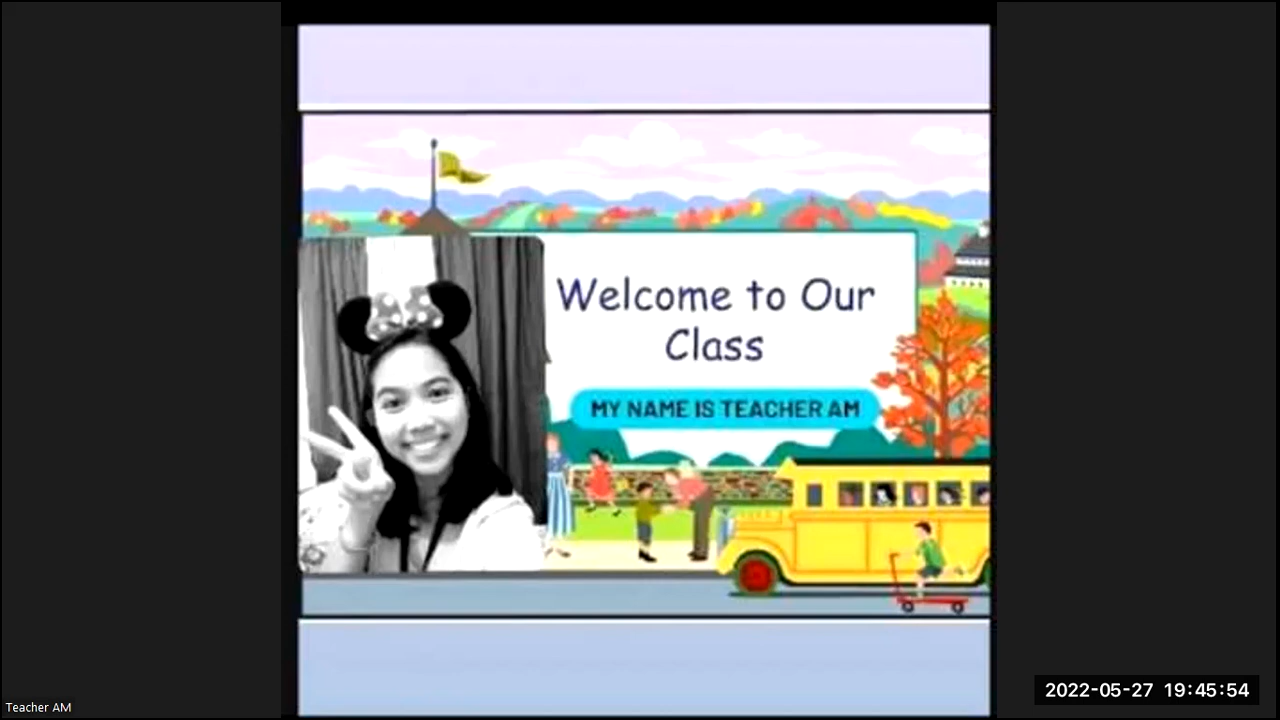 Welcome to Our
Class
MY NAME IS TEACHER AM
Teacher AM
2022-05-27 19:45:54